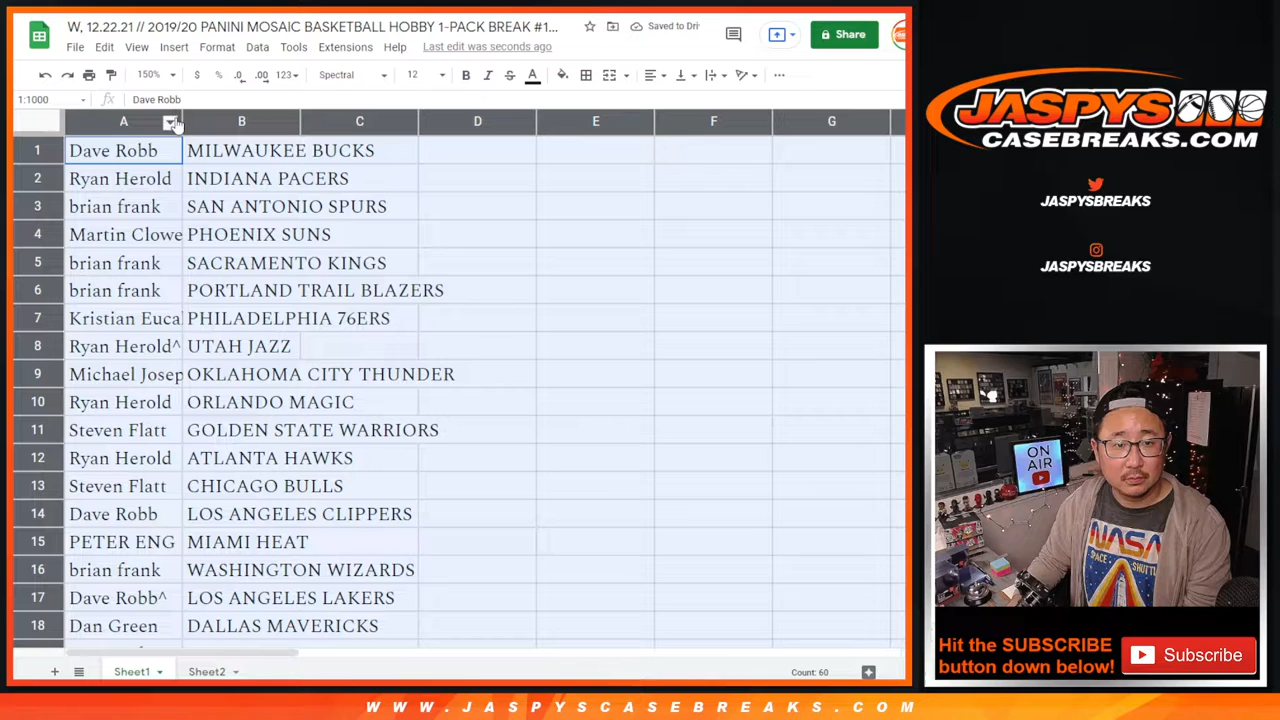 W, 12.22.21 // 2019/20 PANINI MOSAIC BASKETBALL HOBBY 1-PACK BREAK #1...
Saved to Dri
Share
File Edit View Insert Format Data Tools Extensions Help Last edit was seconds ago
150% $ % .0 .00 123 Spectral 12 B I S A
1:1000 fx Dave Robb
A B C D E F G
1 Dave Robb MILWAUKEE BUCKS
2 Ryan Herold INDIANA PACERS
3 brian frank SAN ANTONIO SPURS
4 Martin Clowe PHOENIX SUNS
5 brian frank SACRAMENTO KINGS
6 brian frank PORTLAND TRAIL BLAZERS
7 Kristian Euca PHILADELPHIA 76ERS
8 Ryan Herold^ UTAH JAZZ
9 Michael Josep OKLAHOMA CITY THUNDER
10 Ryan Herold ORLANDO MAGIC
11 Steven Flatt GOLDEN STATE WARRIORS
12 Ryan Herold ATLANTA HAWKS
13 Steven Flatt CHICAGO BULLS
14 Dave Robb LOS ANGELES CLIPPERS
15 PETER ENG MIAMI HEAT
16 brian frank WASHINGTON WIZARDS
17 Dave Robb^ LOS ANGELES LAKERS
18 Dan Green DALLAS MAVERICKS
Sheet1 Sheet2 Count: 60
JASPYS
CASEBREAKS.COM
JASPYSBREAKS
JASPYSBREAKS
ON
AIR
NASA
SPACE SHUTTLE
Hit the SUBSCRIBE
button down below!
Subscribe
WWW.JASPYSCASEBREAKS.COM